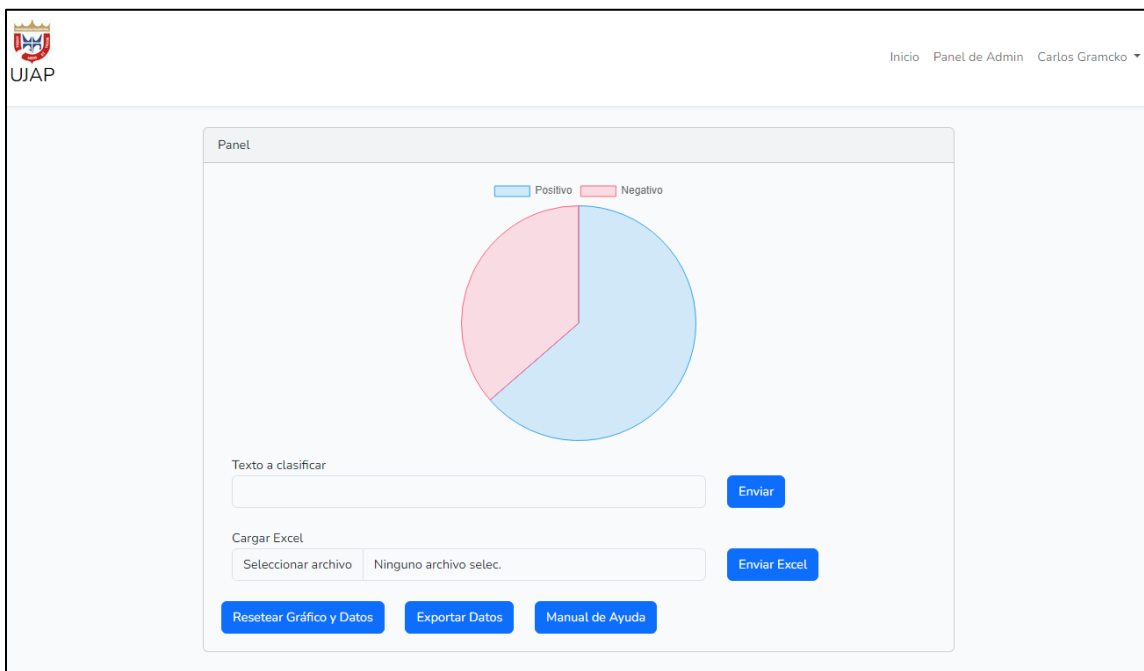 UJAP
Inicio Panel de Admin Carlos Gramcko
Panel
Positivo Negativo
Texto a clasificar
Enviar
Cargar Excel
Seleccionar archivo Ninguno archivo selec. Enviar Excel
Resetear Gráfico y Datos Exportar Datos Manual de Ayuda